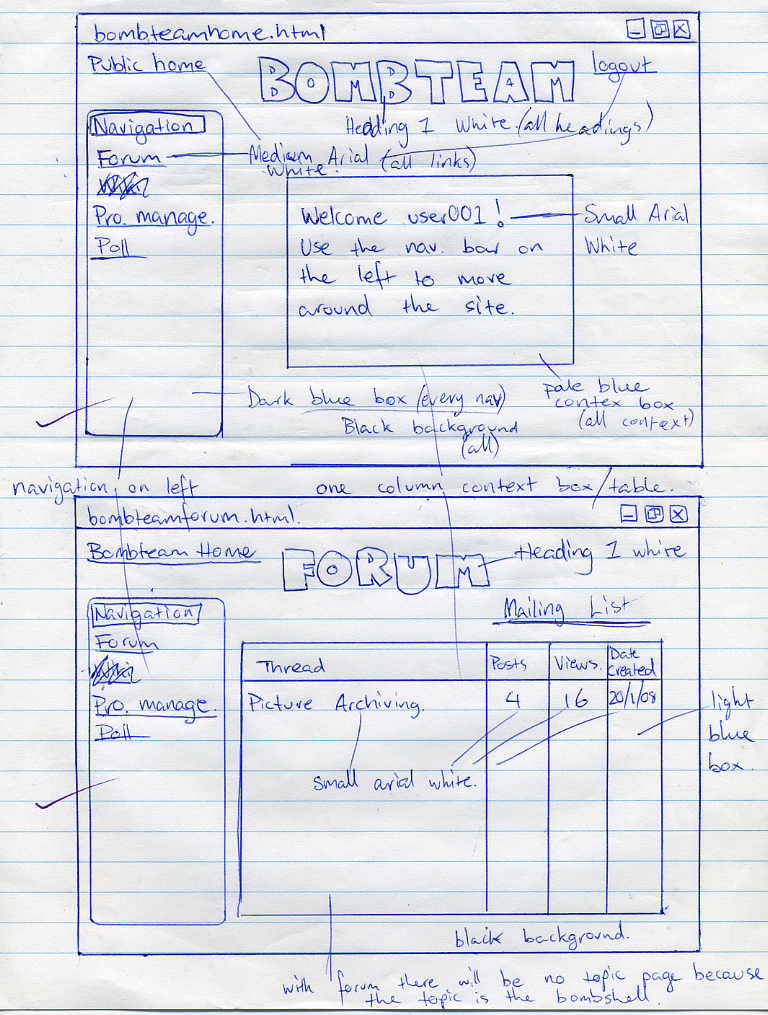 bombteamhome.html
Public home
BOMBTEAM
logout
Navigation
Heading 1 White. (all headings)
Forum
Medium Arial (all links)
White.
Pro. manage.
Poll
Welcome user001!
Small Arial
White
Use the nav. bar on
the left to move
around the site.
Dark blue box (every nav)
pale blue
contex box
(all context)
Black background
(all)
navigation on left
one column context box/table.
bombteamforum.html.
Bombteam Home
FORUM
Heading 1 white
Navigation
Mailing List
Forum
Thread Posts Views. Date Created
Pro. manage.
Picture Archiving. 4 16 20/1/08
light
blue
box.
Poll
small arial white.
black background.
with forum there will be no topic page because
the topic is the bombshell.